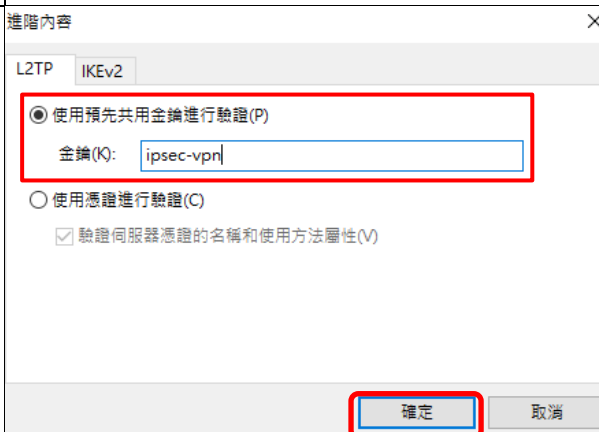 進階內容
L2TP IKEv2
使用預先共用金鑰進行驗證(P)
金鑰(K): ipsec-vpn
使用憑證進行驗證(C)
驗證伺服器憑證的名稱和使用方法屬性(V)
確定 取消